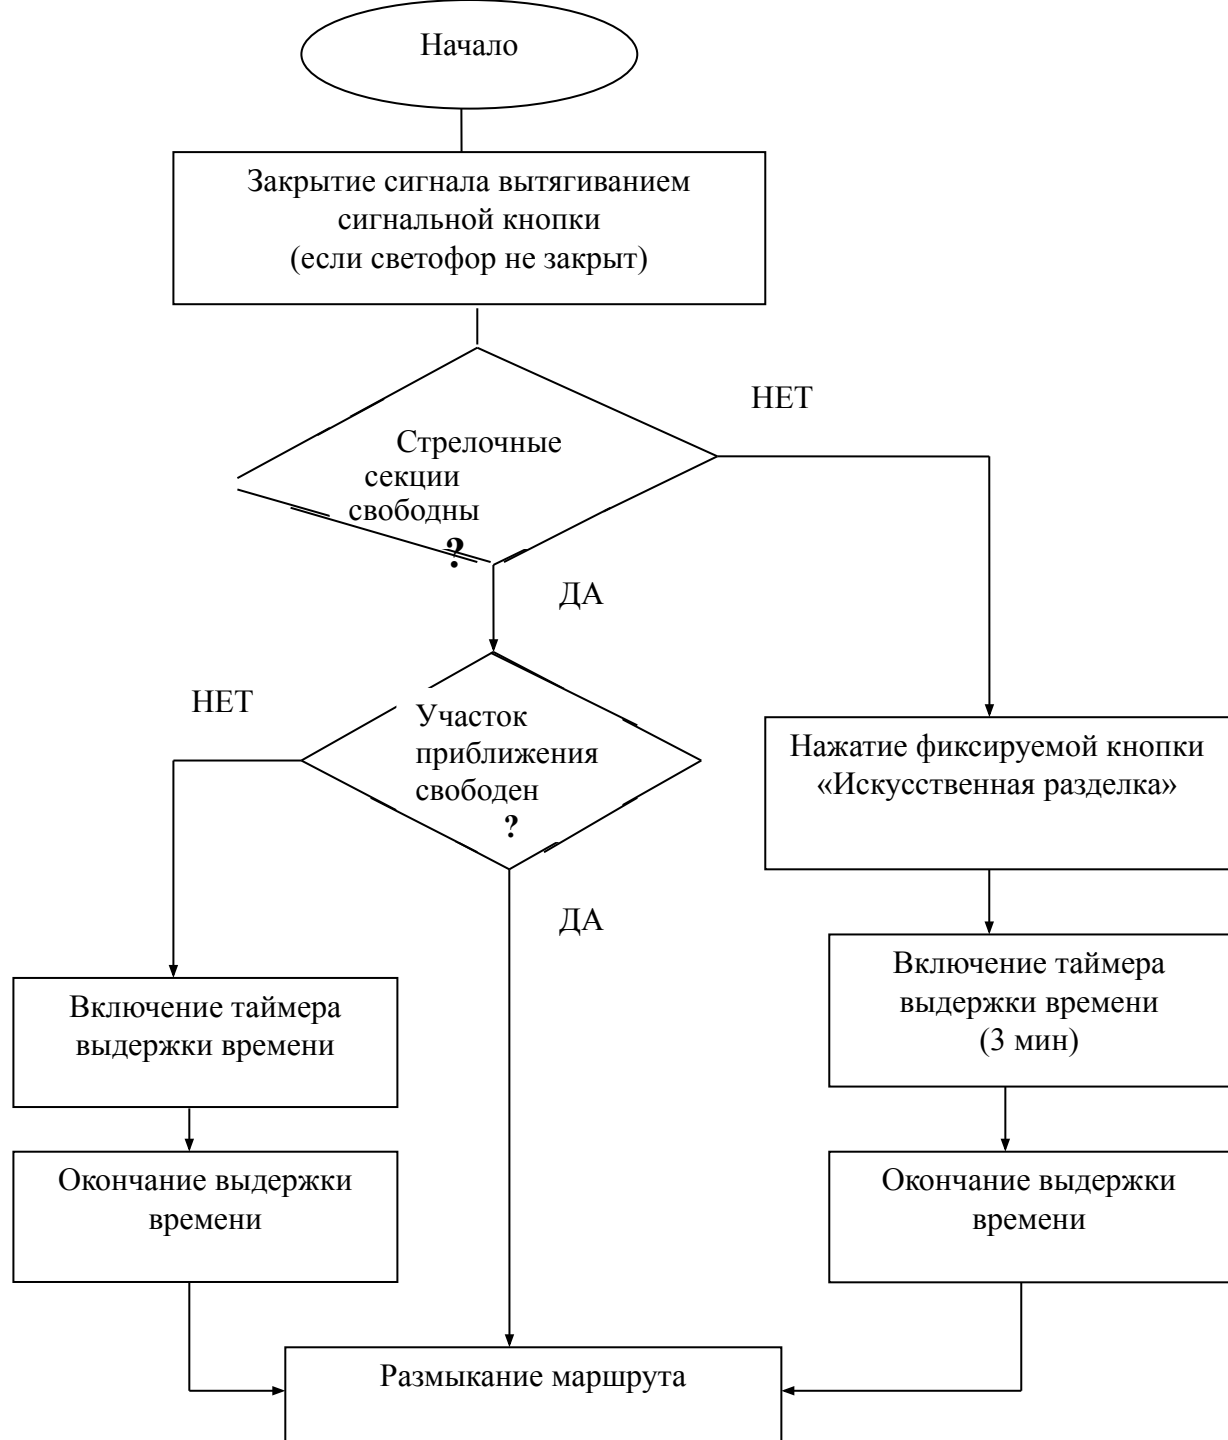 Начало
Закрытие сигнала вытягиванием
сигнальной кнопки
(если светофор не закрыт)
НЕТ
Стрелочные
секции
свободны
?
ДА
НЕТ
Участок
приближения
свободен
?
Нажатие фиксируемой кнопки
«Искусственная разделка»
ДА
Включение таймера
выдержки времени
(3 мин)
Включение таймера
выдержки времени
Окончание выдержки
времени
Окончание выдержки
времени
Размыкание маршрута